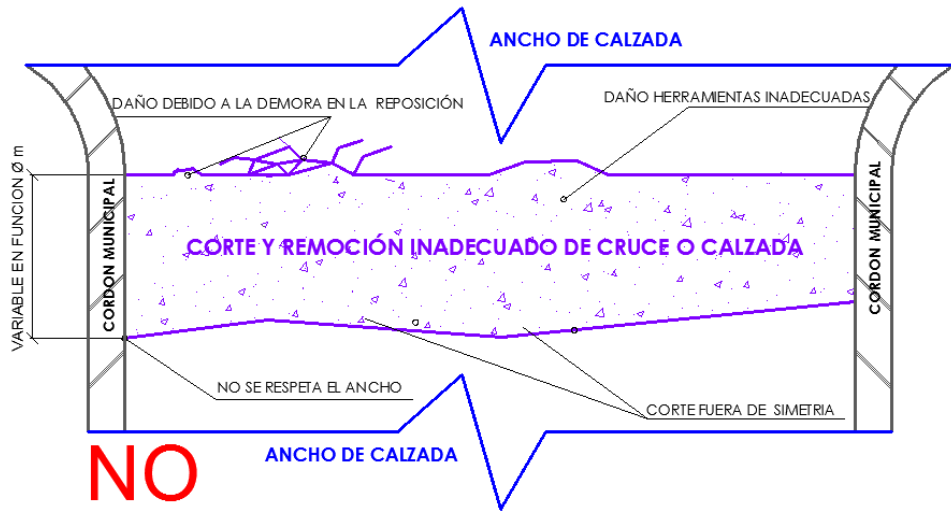 ANCHO DE CALZADA
DAÑO DEBIDO A LA DEMORA EN LA REPOSICIÓN
DAÑO HERRAMIENTAS INADECUADAS
VARIABLE EN FUNCION Ø m
CORDON MUNICIPAL
CORTE Y REMOCIÓN INADECUADO DE CRUCE O CALZADA
CORDON MUNICIPAL
NO SE RESPETA EL ANCHO
CORTE FUERA DE SIMETRIA
ANCHO DE CALZADA
NO